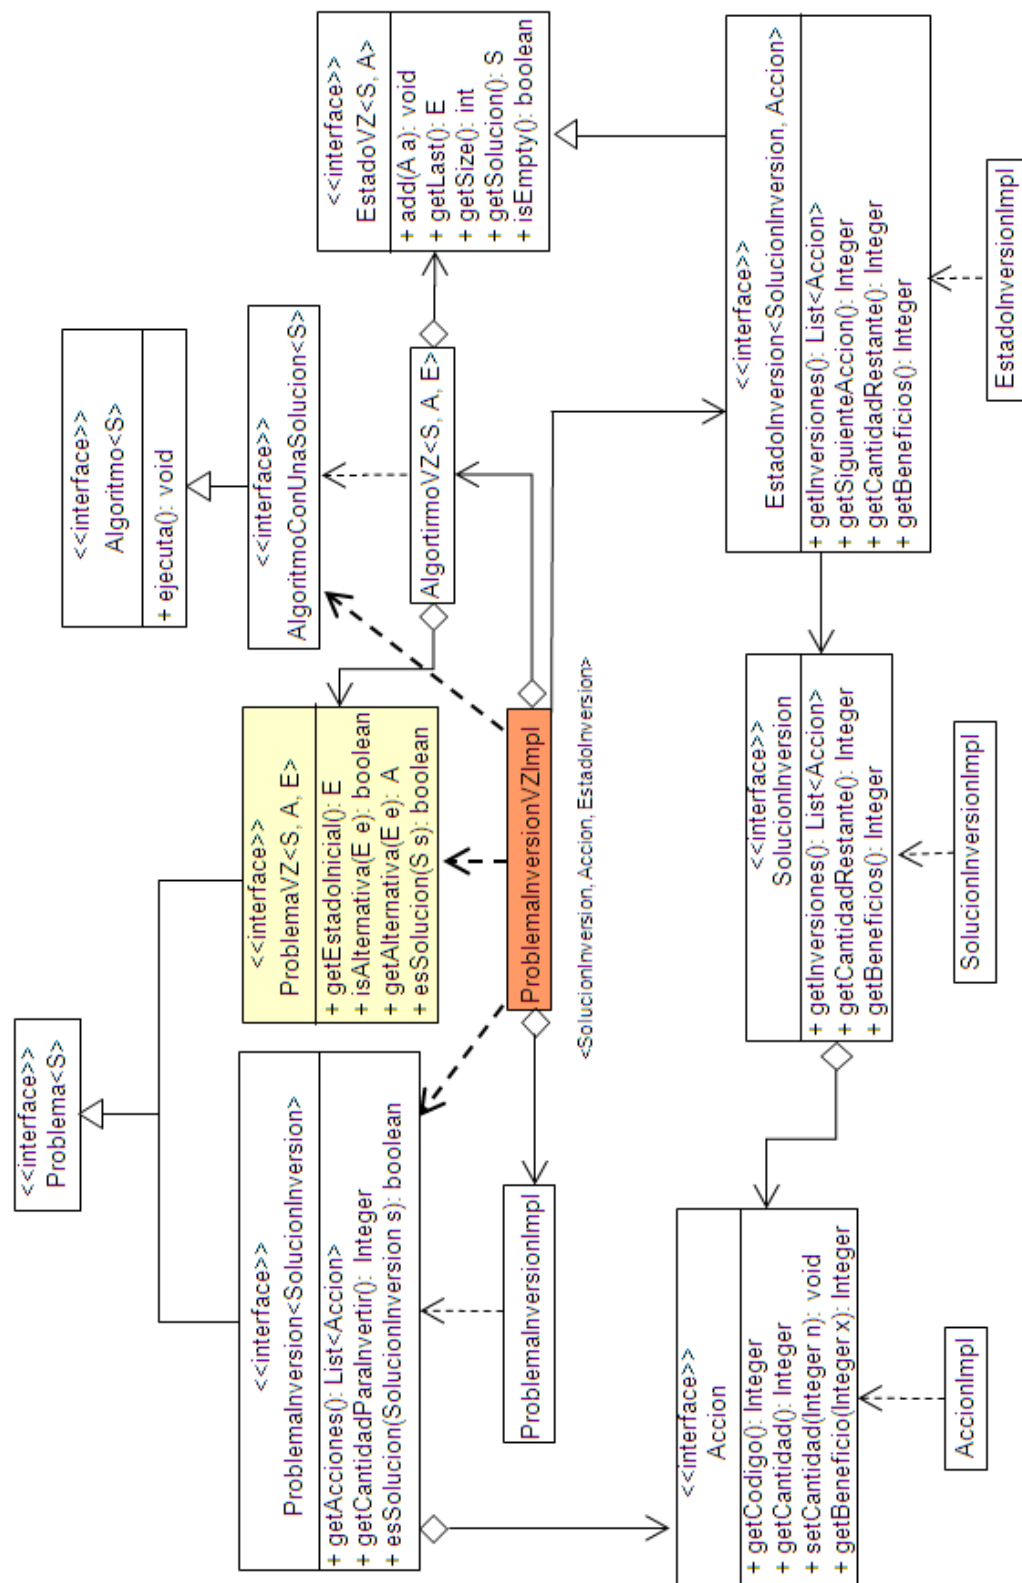 <<interface>>
Problema<S>
<<interface>>
Algoritmo<S>
+ ejecuta(): void
<<interface>>
ProblemaInversion<SolucionInversion>
+ getAcciones(): List<Accion>
+ getCantidadParaInvertir(): Integer
+ esSolucion(SolucionInversion s): boolean
<<interface>>
ProblemaVZ<S, A, E>
+ getEstadoInicial(): E
+ isAlternativa(E e): boolean
+ getAlternativa(E e): A
+ esSolucion(S s): boolean
<<interface>>
AlgoritmoConUnaSolucion<S>
<<interface>>
EstadoVZ<S, A>
+ add(A a): void
+ getLast(): E
+ getSize(): int
+ getSolucion(): S
+ isEmpty(): boolean
AlgortirmoVZ<S, A, E>
ProblemaInversionImpl
ProblemaInversionVZImpl
<SolucionInversion, Accion, EstadoInversion>
<<interface>>
Accion
+ getCodigo(): Integer
+ getCantidad(): Integer
+ setCantidad(Integer n): void
+ getBeneficio(Integer x): Integer
<<interface>>
SolucionInversion
+ getInversiones(): List<Accion>
+ getCantidadRestante(): Integer
+ getBeneficios(): Integer
<<interface>>
EstadoInversion<SolucionInversion, Accion>
+ getInversiones(): List<Accion>
+ getSiguienteAccion(): Integer
+ getCantidadRestante(): Integer
+ getBeneficios(): Integer
AccionImpl
SolucionInversionImpl
EstadoInversionImpl